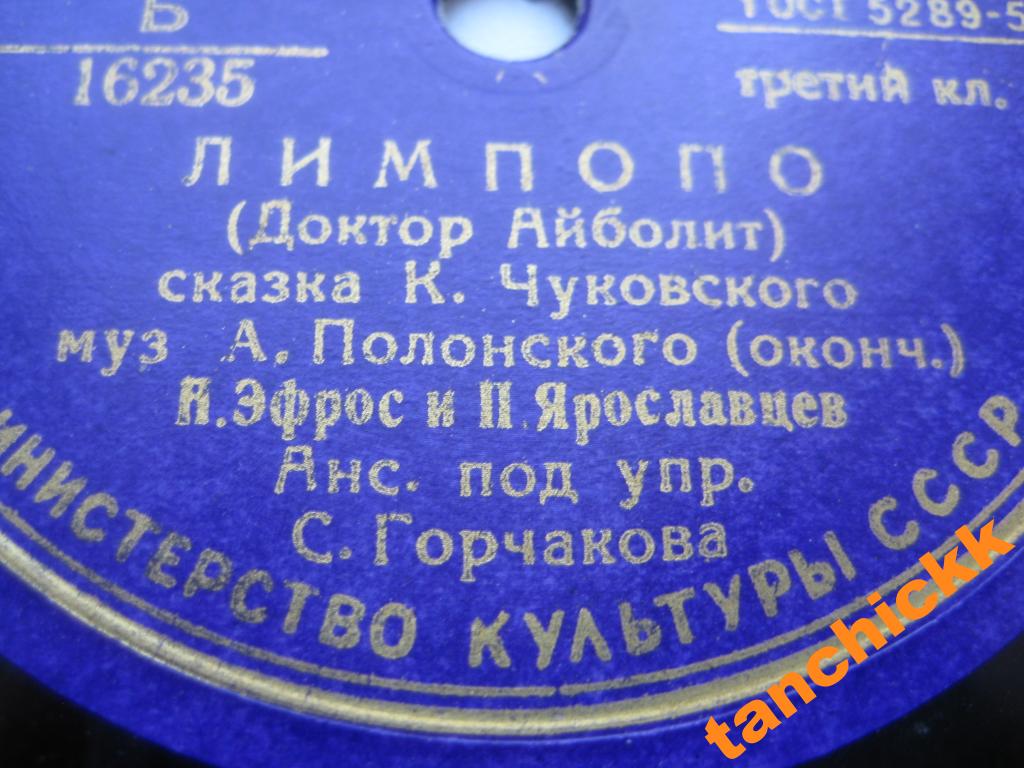 Б
16235
ГОСТ 5289-5
третий кл.
ЛИМПОПО
(Доктор Айболит)
сказка К. Чуковского
муз А. Полонского (оконч.)
Н.Эфрос и П.Ярославцев
Анс. под упр.
С. Горчакова
ИНИСТЕРСТВО КУЛЬТУРЫ СССР
tanchickk